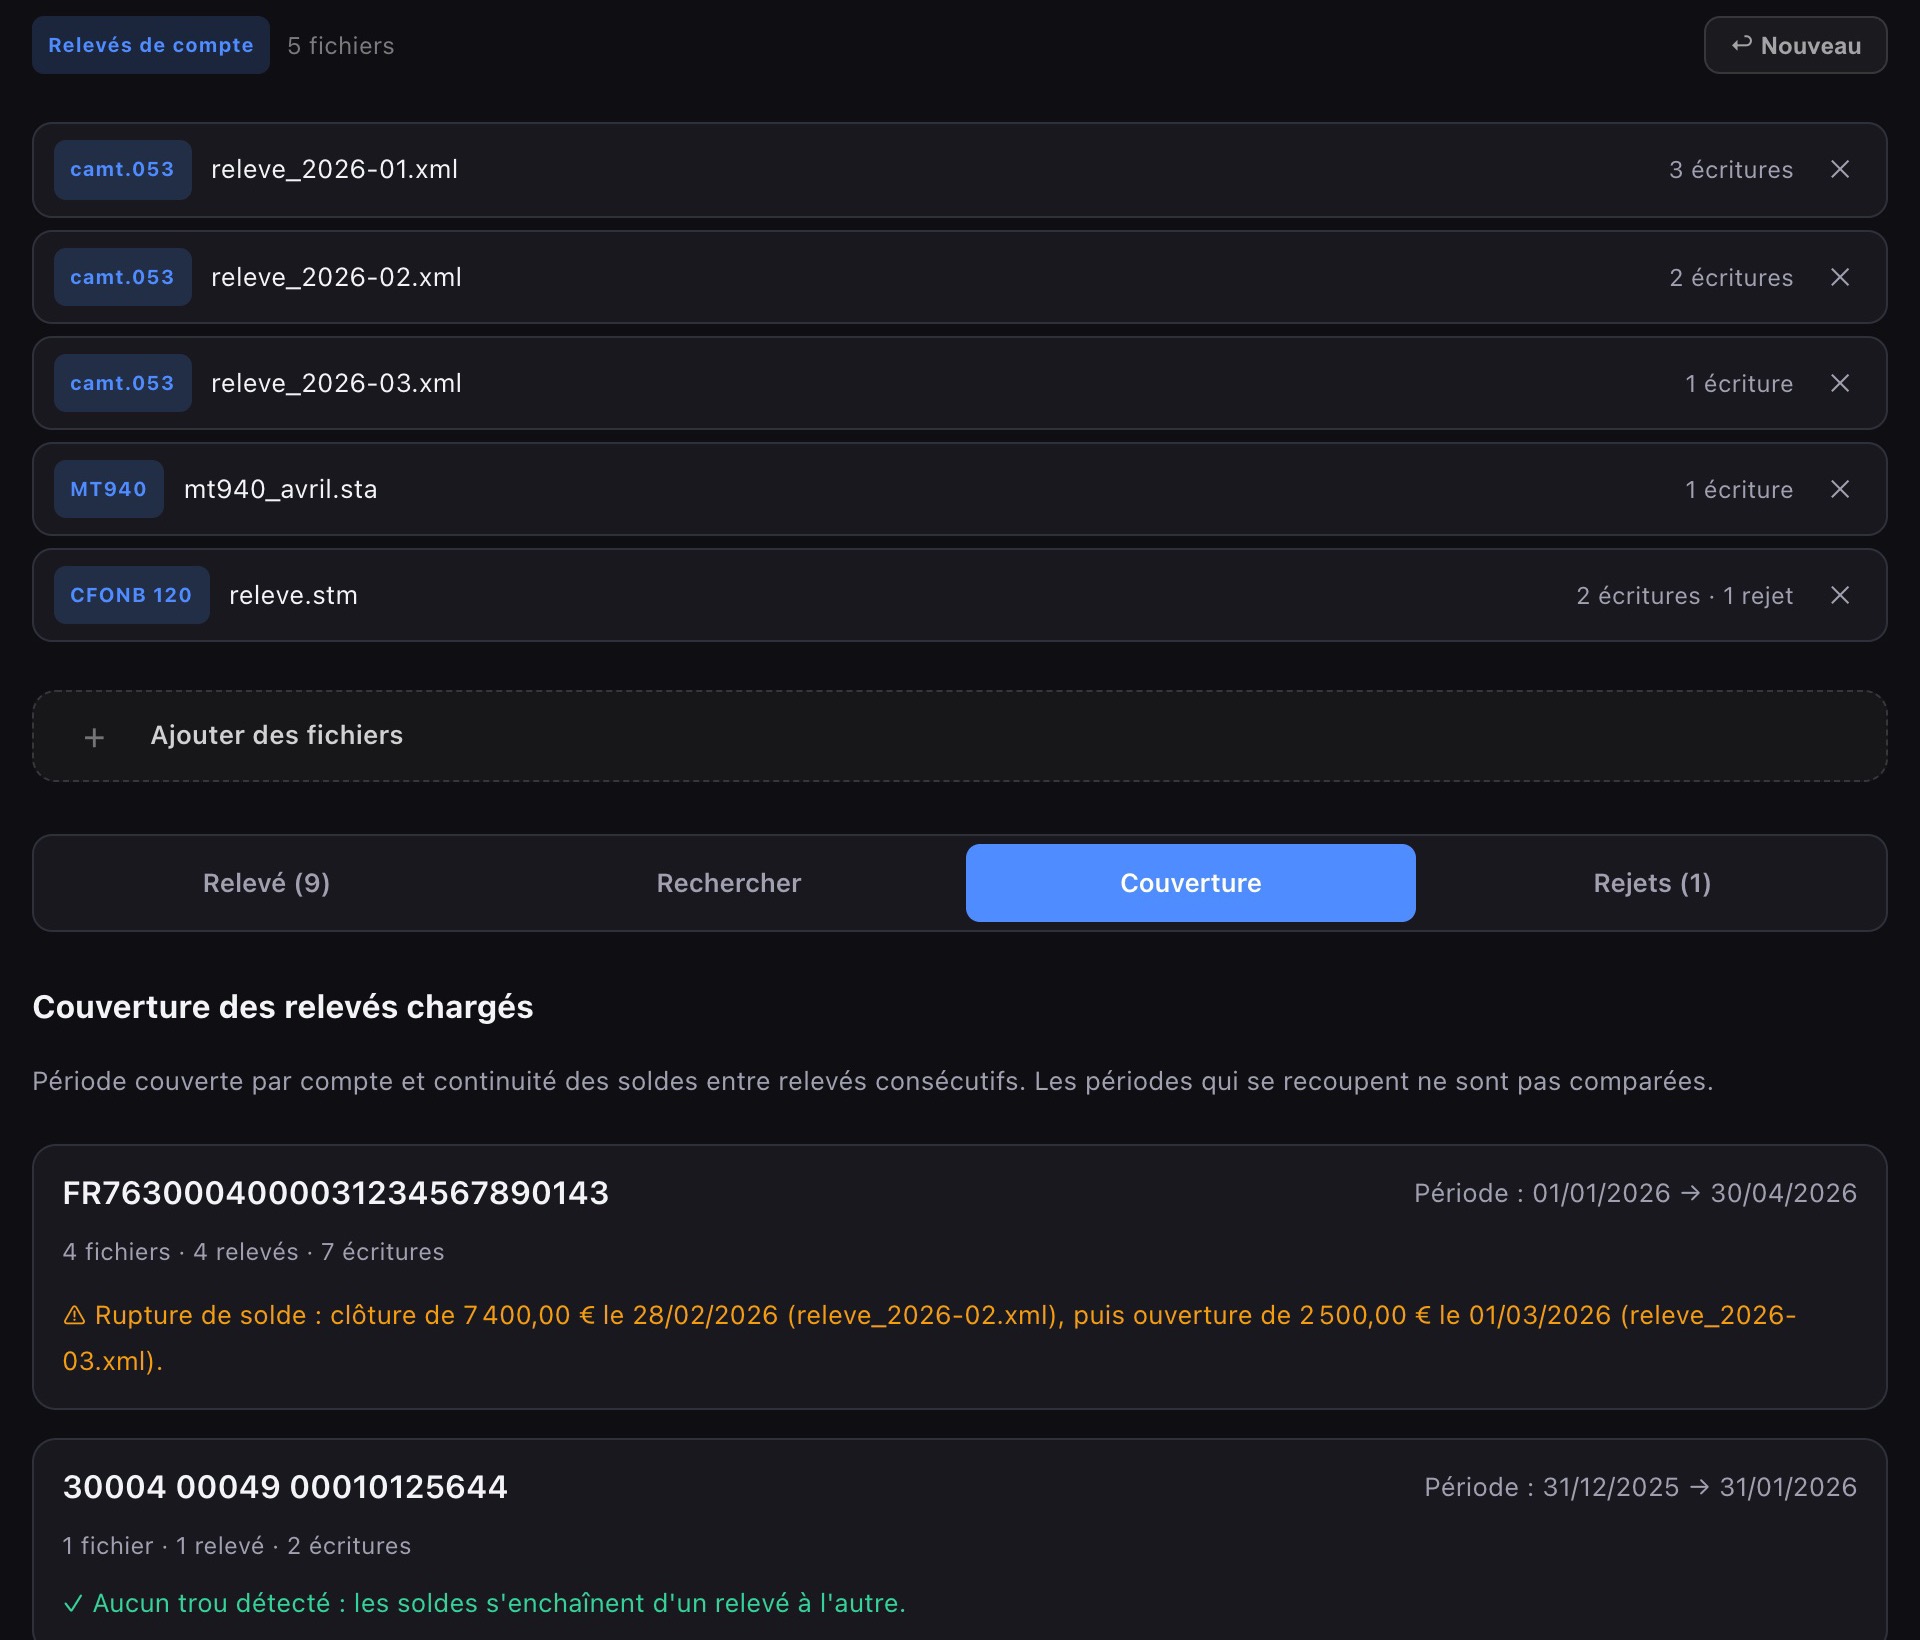 Relevés de compte 5 fichiers ↩ Nouveau
camt.053 releve_2026-01.xml 3 écritures ×
camt.053 releve_2026-02.xml 2 écritures ×
camt.053 releve_2026-03.xml 1 écriture ×
MT940 mt940_avril.sta 1 écriture ×
CFONB 120 releve.stm 2 écritures · 1 rejet ×
+ Ajouter des fichiers
Relevé (9) Rechercher Couverture Rejets (1)
Couverture des relevés chargés
Période couverte par compte et continuité des soldes entre relevés consécutifs. Les périodes qui se recoupent ne sont pas comparées.
FR7630004000031234567890143 Période : 01/01/2026 → 30/04/2026
4 fichiers · 4 relevés · 7 écritures
⚠ Rupture de solde : clôture de 7 400,00 € le 28/02/2026 (releve_2026-02.xml), puis ouverture de 2 500,00 € le 01/03/2026 (releve_2026-
03.xml).
30004 00049 00010125644 Période : 31/12/2025 → 31/01/2026
1 fichier · 1 relevé · 2 écritures
✓ Aucun trou détecté : les soldes s'enchaînent d'un relevé à l'autre.